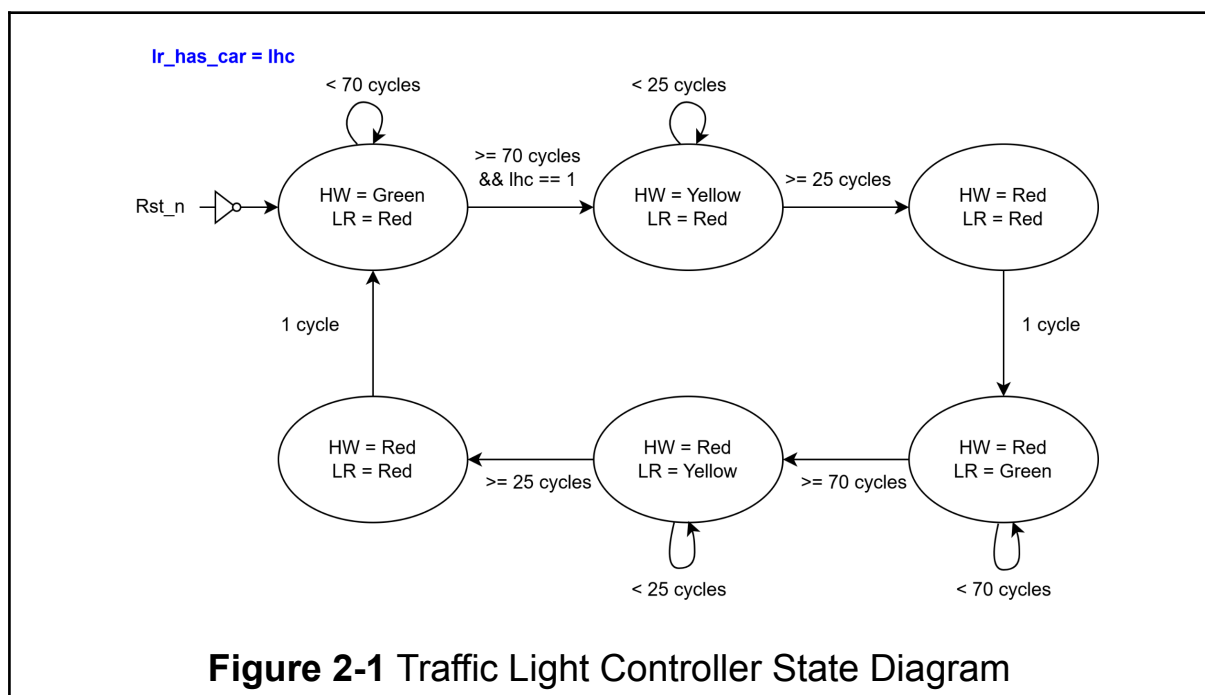 lr_has_car = lhc
< 70 cycles
< 25 cycles
>= 70 cycles
&& lhc == 1
>= 25 cycles
Rst_n
HW = Green
LR = Red
HW = Yellow
LR = Red
HW = Red
LR = Red
1 cycle
1 cycle
HW = Red
LR = Red
HW = Red
LR = Yellow
HW = Red
LR = Green
>= 25 cycles
>= 70 cycles
< 25 cycles
< 70 cycles
Figure 2-1 Traffic Light Controller State Diagram